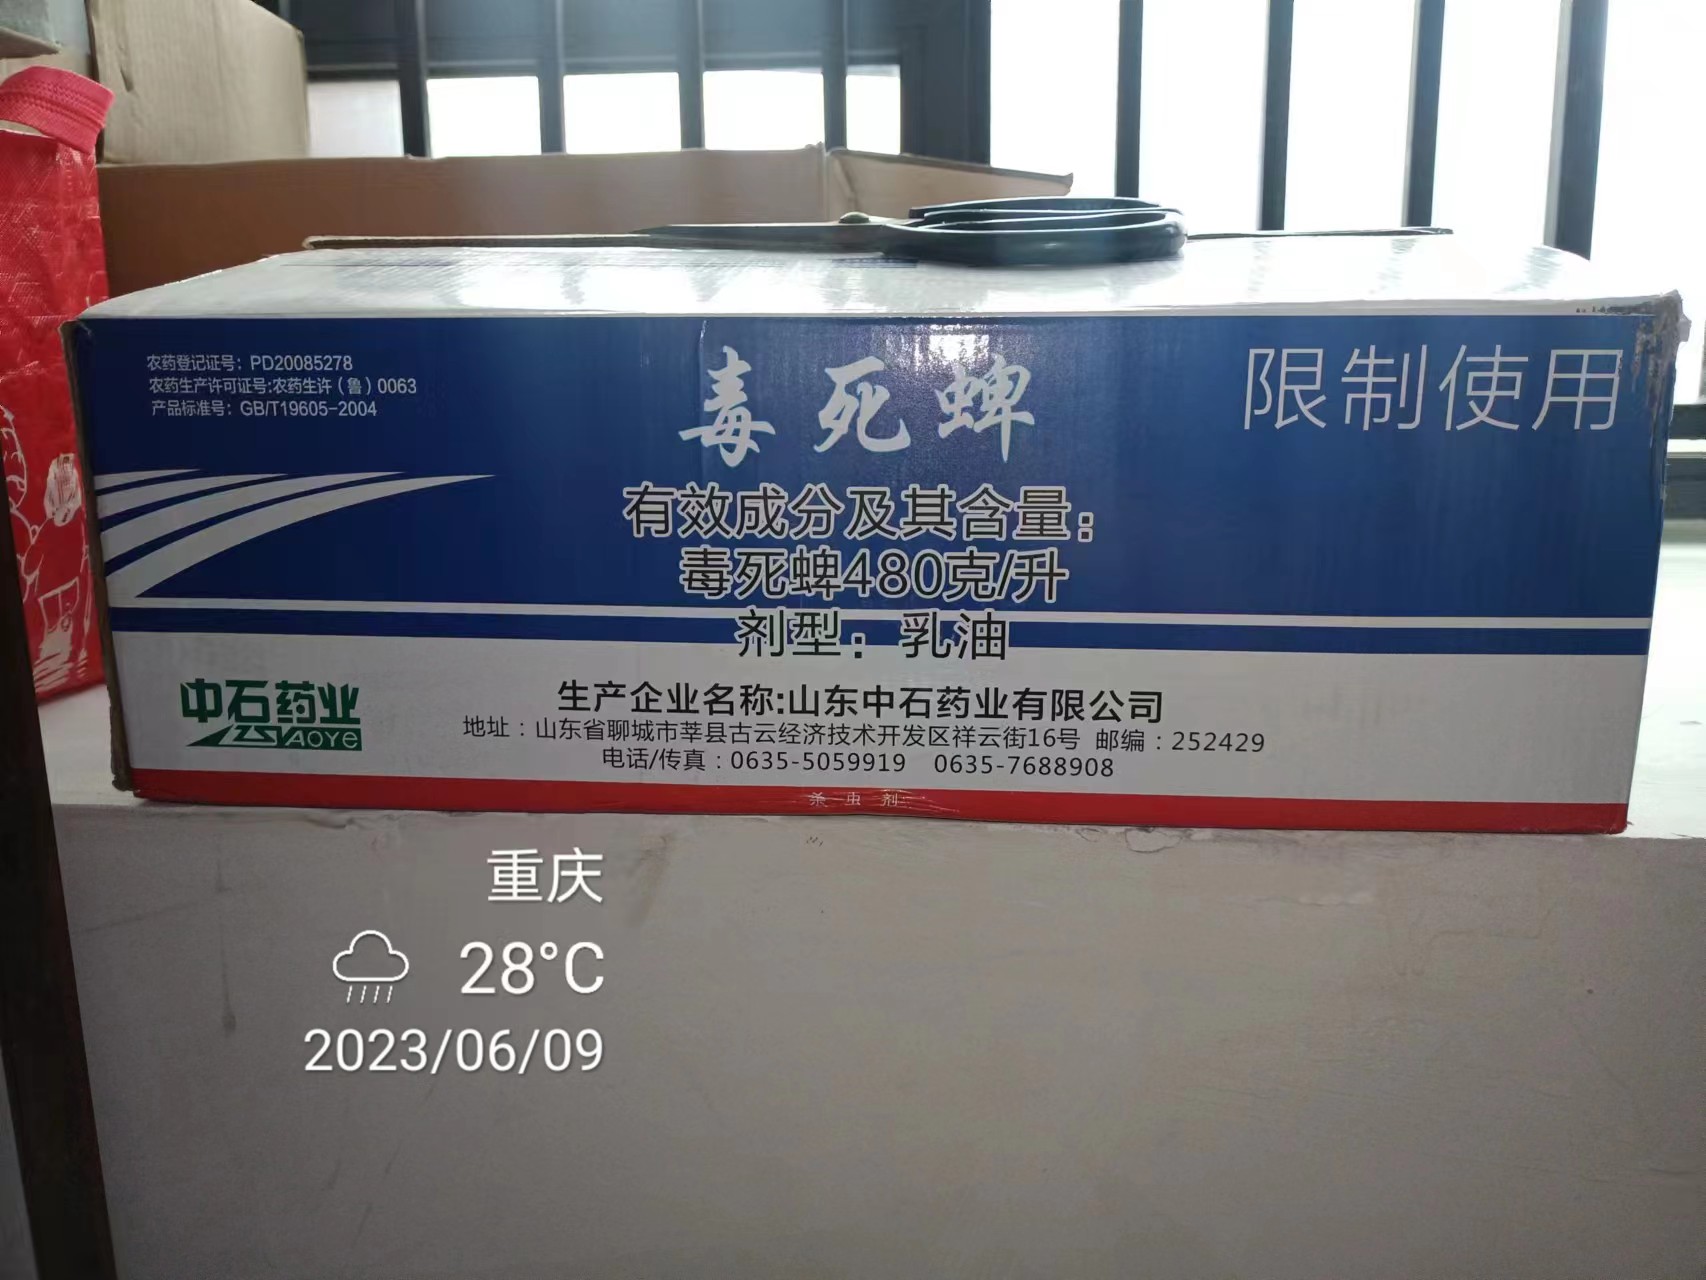 农药登记证号：PD20085278
农药生产许可证号:农药生许（鲁）0063
产品标准号：GB/T19605-2004
毒死蜱
限制使用
有效成分及其含量：
毒死蜱480克/升
剂型：乳油
中石药业
YAOYE
生产企业名称:山东中石药业有限公司
地址：山东省聊城市莘县古云经济技术开发区祥云街16号 邮编：252429
电话/传真：0635-5059919 0635-7688908
杀虫剂
重庆
28°C
2023/06/09